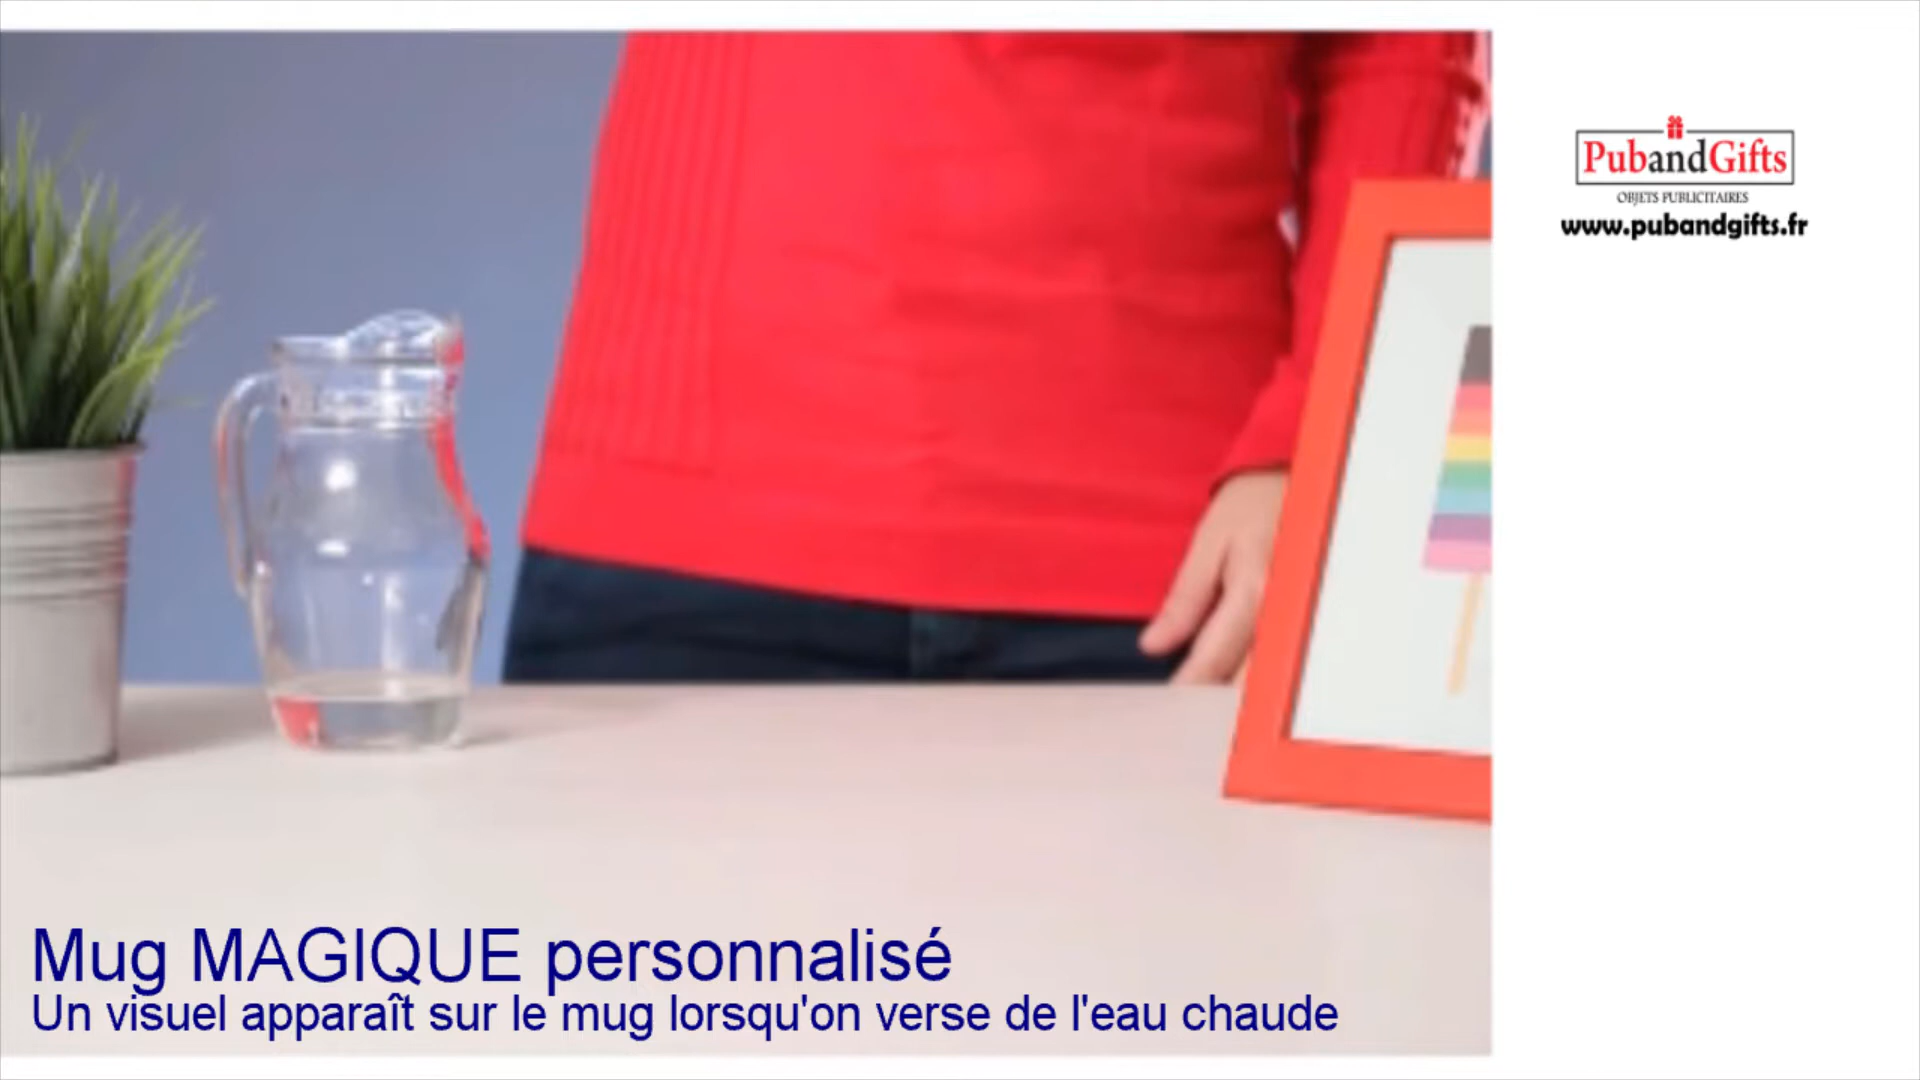 PubandGifts
OBJETS PUBLICITAIRES
www.pubandgifts.fr
Mug MAGIQUE personnalisé
Un visuel apparaît sur le mug lorsqu'on verse de l'eau chaude